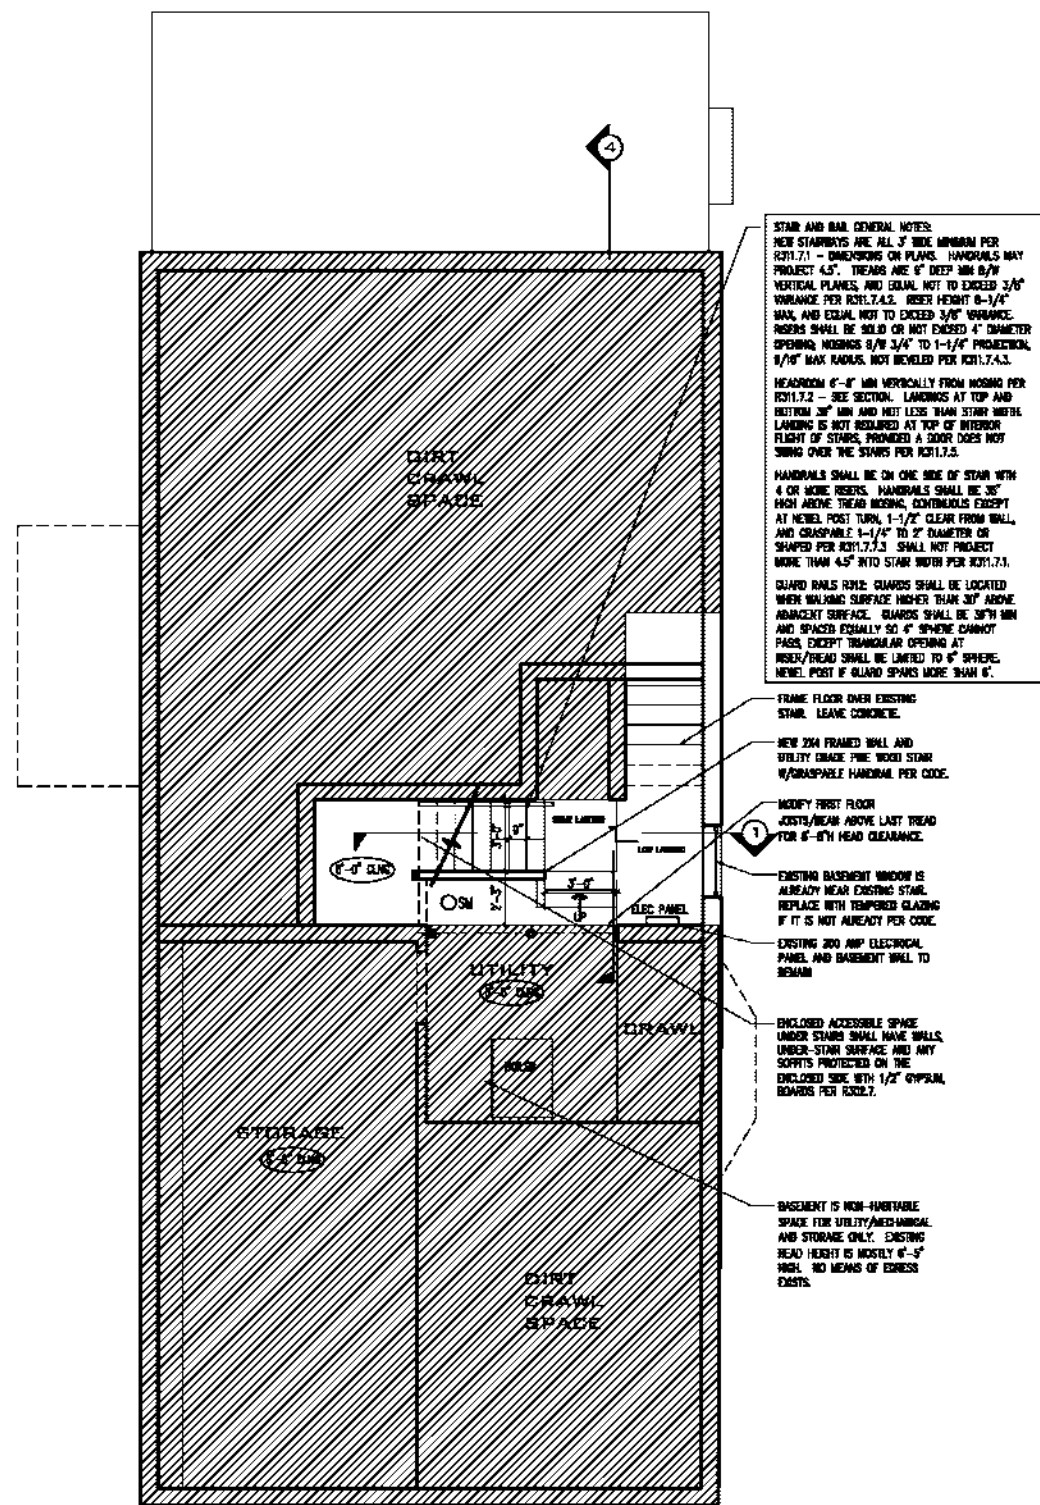 4
STAIR AND RAIL GENERAL NOTES:
NEW STAIRWAYS ARE ALL 3' WIDE MINIMUM PER
R311.7.1 - DIMENSIONS ON PLANS. HANDRAILS MAY
PROJECT 4.5". TREADS ARE 9" DEEP MIN B/W
VERTICAL PLANES, AND EQUAL NOT TO EXCEED 3/8"
VARIANCE PER R311.7.4.2. RISER HEIGHT 8-1/4"
MAX, AND EQUAL NOT TO EXCEED 3/8" VARIANCE.
RISERS SHALL BE SOLID OR NOT EXCEED 4" DIAMETER
OPENING; NOSINGS B/W 3/4" TO 1-1/4" PROJECTION,
9/16" MAX RADIUS. NOT BEVELED PER R311.7.4.3.
HEADROOM 6'-8" MIN VERTICALLY FROM NOSING PER
R311.7.2 - SEE SECTION. LANDINGS AT TOP AND
BOTTOM 36" MIN AND NOT LESS THAN STAIR WIDTH.
LANDING IS NOT REQUIRED AT TOP OF INTERIOR
FLIGHT OF STAIRS, PROVIDED A DOOR DOES NOT
SWING OVER THE STAIRS PER R311.7.5.
HANDRAILS SHALL BE ON ONE SIDE OF STAIR WITH
4 OR MORE RISERS. HANDRAILS SHALL BE
HIGH ABOVE TREAD NOSING, CONTINUOUS EXCEPT
AT NEWEL POST TURN, 1-1/2" CLEAR FROM WALL,
AND GRASPABLE 1-1/4" TO 2" DIAMETER OR
SHAPED PER R311.7.7.3 SHALL NOT PROJECT
MORE THAN 4.5" INTO STAIR WIDTH PER R311.7.1.
GUARD RAILS R312: GUARDS SHALL BE LOCATED
WHEN WALKING SURFACE HIGHER THAN 30" ABOVE
ADJACENT SURFACE. GUARDS SHALL BE 36"H MIN
AND SPACED EQUALLY SO 4" SPHERE CANNOT
PASS, EXCEPT TRIANGULAR OPENING AT
RISER/TREAD SHALL BE LIMITED TO 6" SPHERE.
NEWEL POST IF GUARD SPANS MORE THAN 6'.
DIRT
CRAWL
SPACE
FRAME FLOOR OVER EXISTING
STAIR. LEAVE CONCRETE.
NEW 2X4 FRAMED WALL AND
UTILITY GRADE PINE WOOD STAIR
W/GRASPABLE HANDRAIL PER CODE.
MODIFY FIRST FLOOR
JOISTS/BEAM ABOVE LAST TREAD
FOR 6'-8"H HEAD CLEARANCE.
1
LANDING
LOW LANDING
9"
CLNG
3'-0"
UP
SM
ELEC PANEL
EXISTING BASEMENT WINDOW IS
ALREADY NEAR EXISTING STAIR.
REPLACE WITH TEMPERED GLAZING
IF IT IS NOT ALREADY PER CODE.
EXISTING 200 AMP ELECTRICAL
PANEL AND BASEMENT WALL TO
REMAIN
UTILITY
CRAWL
BOILER
ENCLOSED ACCESSIBLE SPACE
UNDER STAIRS SHALL HAVE WALLS,
UNDER-STAIR SURFACE AND ANY
SOFFITS PROTECTED ON THE
ENCLOSED SIDE WITH 1/2" GYPSUM,
BOARDS PER R302.7.
STORAGE
BASEMENT IS NON-HABITABLE
SPACE FOR UTILITY/MECHANICAL
AND STORAGE ONLY. EXISTING
HEAD HEIGHT IS MOSTLY 6'-5"
HIGH. NO MEANS OF EGRESS
EXISTS.
DIRT
CRAWL
SPACE